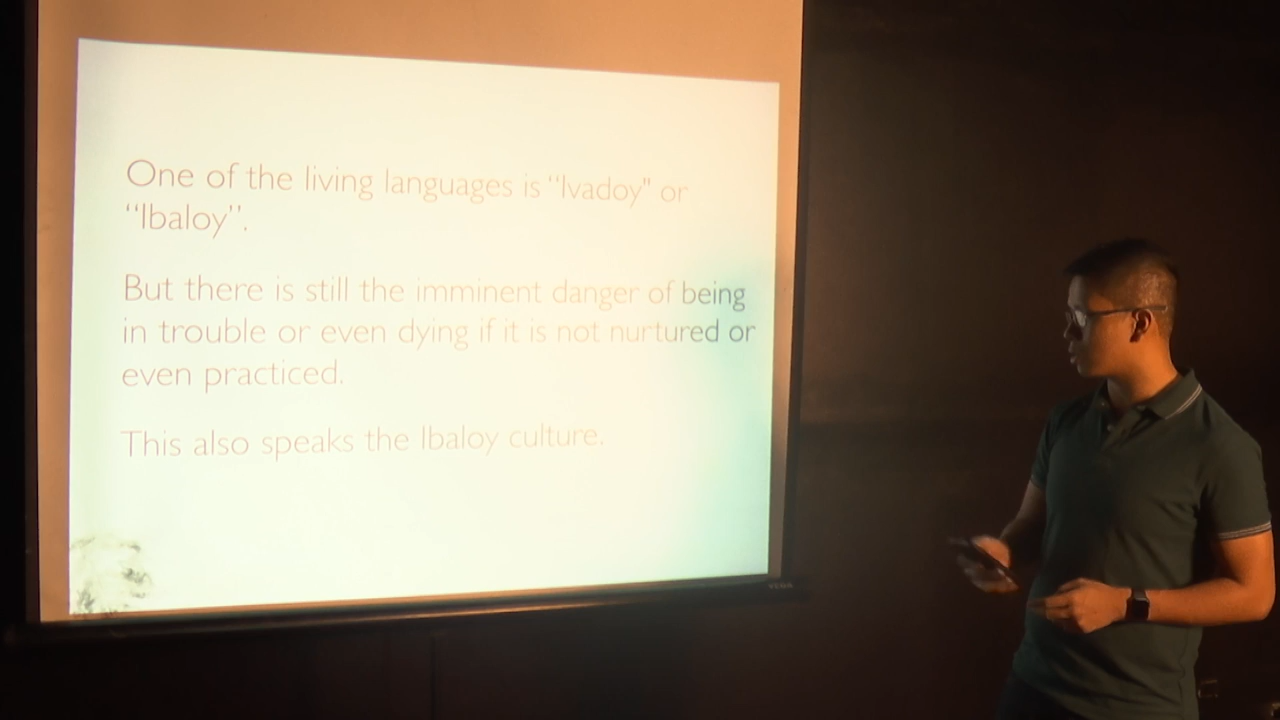 One of the living languages is “Ivadoy" or
“Ibaloy”.
But there is still the imminent danger of being
in trouble or even dying if it is not nurtured or
even practiced.
This also speaks the Ibaloy culture.
VEGA